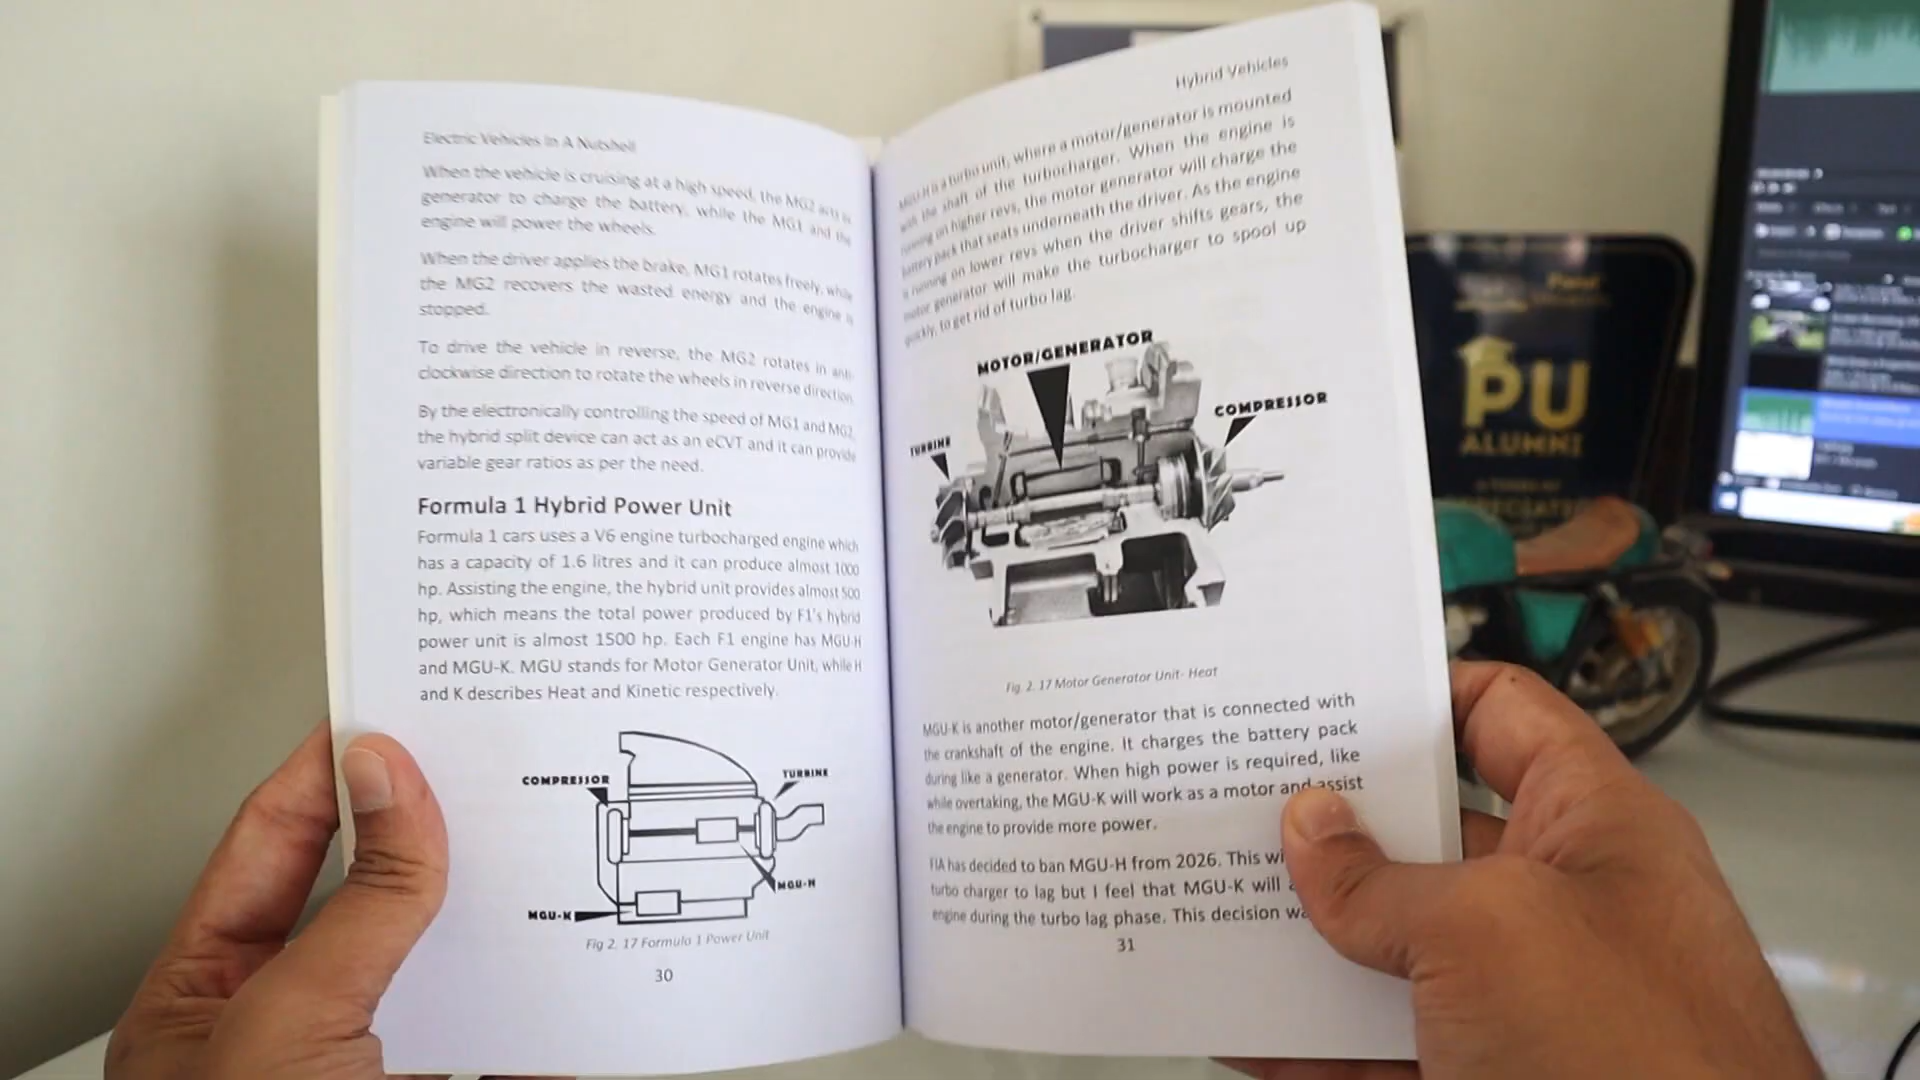 Electric Vehicles In A Nutshell
When the vehicle is cruising at a high speed, the MG2 acts as
generator to charge the battery, while the MG1 and the
engine will power the wheels.
When the driver applies the brake, MG1 rotates freely, while
the MG2 recovers the wasted energy and the engine is
stopped.
To drive the vehicle in reverse, the MG2 rotates in anti-
clockwise direction to rotate the wheels in reverse direction.
By the electronically controlling the speed of MG1 and MG2,
the hybrid split device can act as an eCVT and it can provide
variable gear ratios as per the need.
Formula 1 Hybrid Power Unit
Formula 1 cars uses a V6 engine turbocharged engine which
has a capacity of 1.6 litres and it can produce almost 1000
hp. Assisting the engine, the hybrid unit provides almost 500
hp, which means the total power produced by F1's hybrid
power unit is almost 1500 hp. Each F1 engine has MGU-H
and MGU-K. MGU stands for Motor Generator Unit, while H
and K describes Heat and Kinetic respectively.
COMPRESSOR
TURBINE
MGU-H
MGU-K
Fig 2. 17 Formula 1 Power Unit
30
Hybrid Vehicles
MGU-H is a turbo unit, where a motor/generator is mounted
with the shaft of the turbocharger. When the engine is
running on higher revs, the motor generator will charge the
battery pack that seats underneath the driver. As the engine
is running on lower revs when the driver shifts gears, the
motor generator will make the turbocharger to spool up
quickly, to get rid of turbo lag.
MOTOR/GENERATOR
COMPRESSOR
TURBINE
Fig 2. 17 Motor Generator Unit- Heat
MGU-K is another motor/generator that is connected with
the crankshaft of the engine. It charges the battery pack
during like a generator. When high power is required, like
while overtaking, the MGU-K will work as a motor and assist
the engine to provide more power.
FIA has decided to ban MGU-H from 2026. This
turbo charger to lag but I feel that MGU-K will
engine during the turbo lag phase. This decision
31
PU
ALUMNI